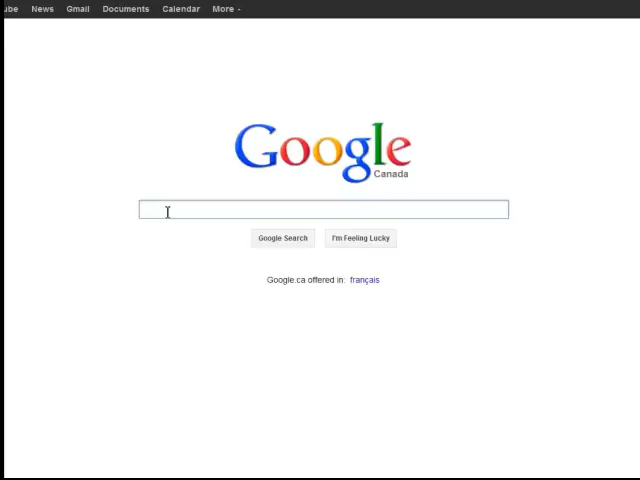 ube News Gmail Documents Calendar More
Google
Canada
Google Search I'm Feeling Lucky
Google.ca offered in: français